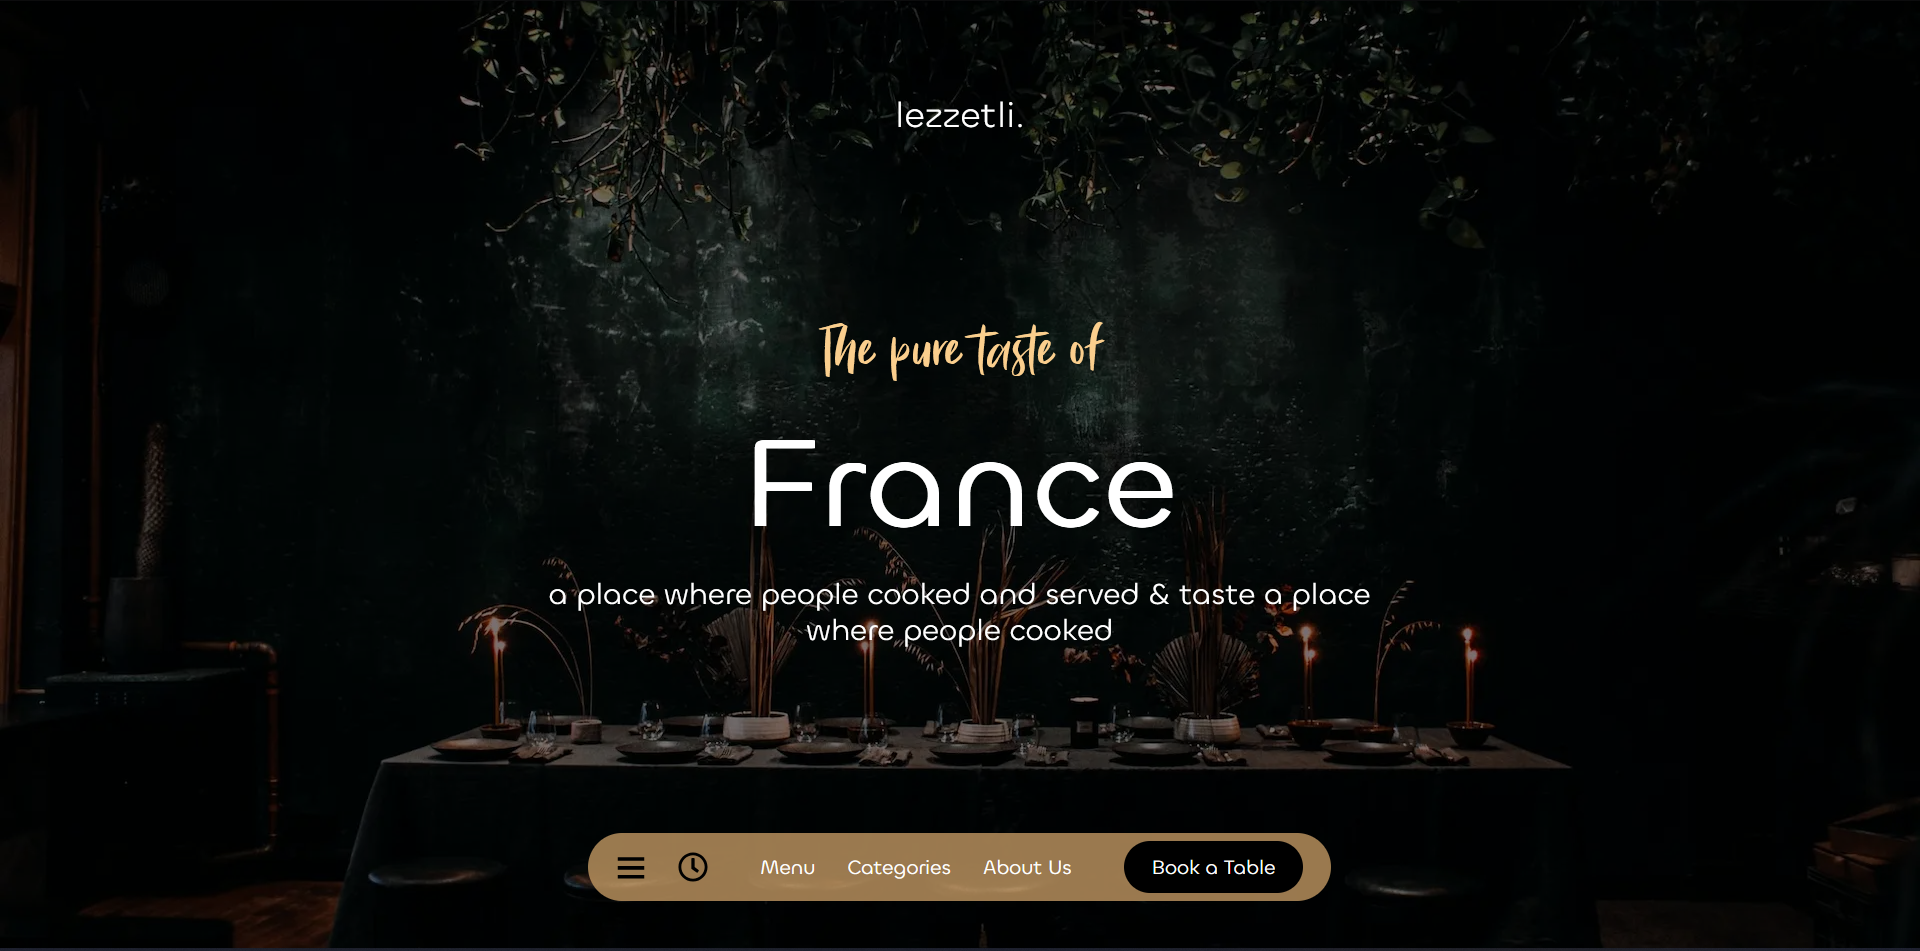 lezzetli.
The pure taste of
France
a place where people cooked and served & taste a place
where people cooked
Menu Categories About Us Book a Table